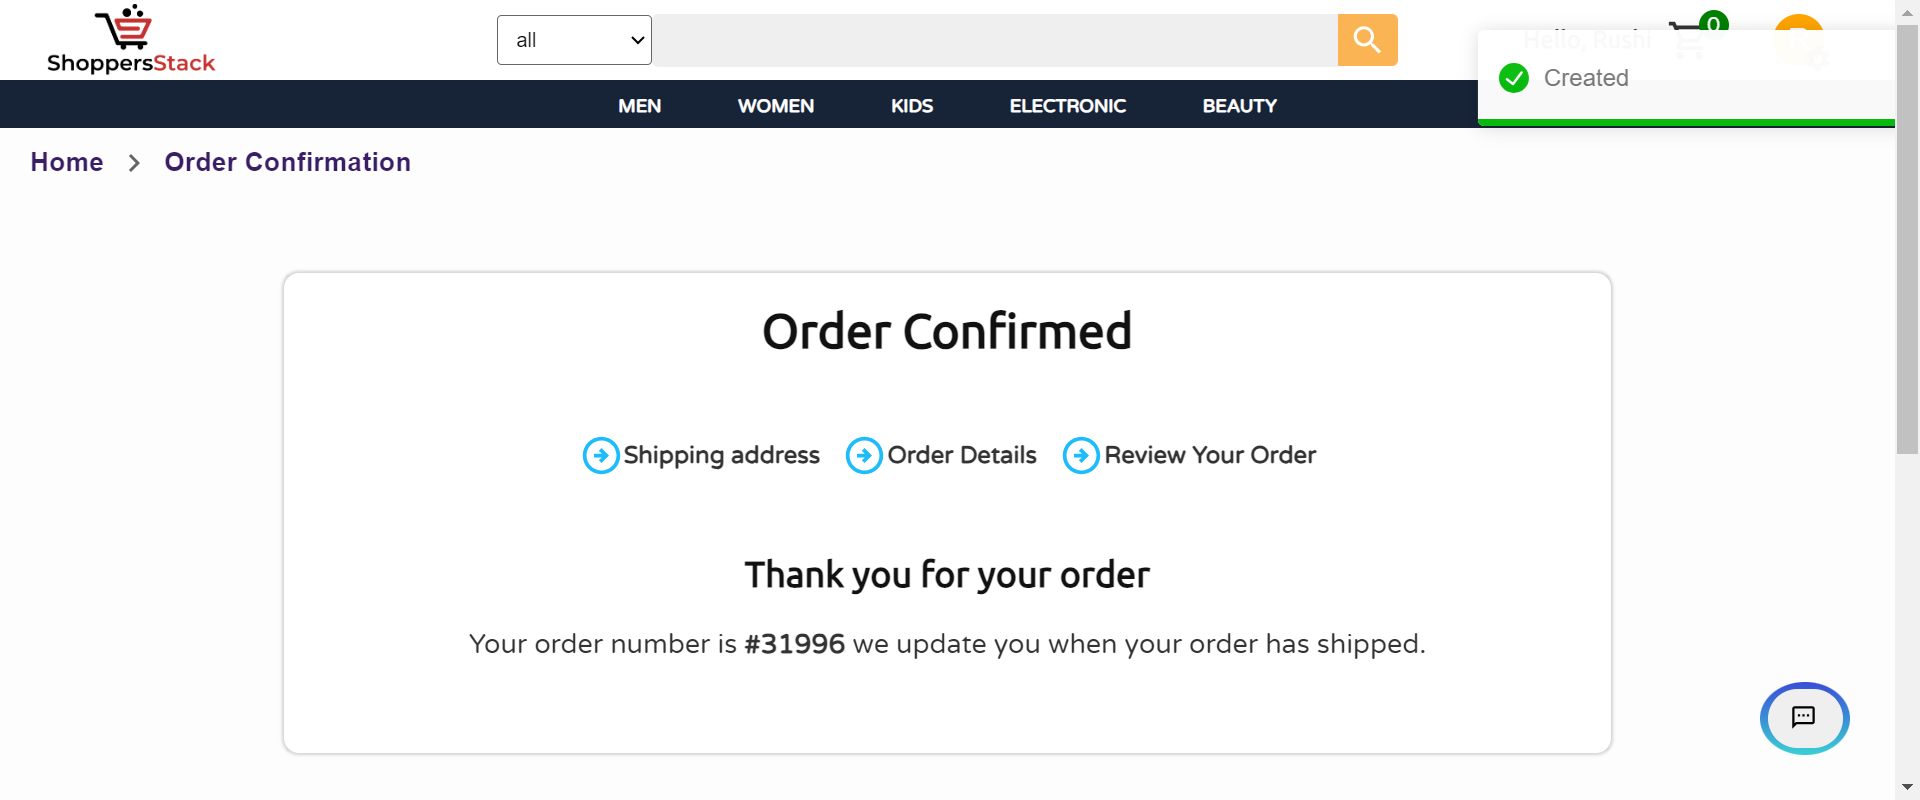 ShoppersStack
all
Hello, Rushi
0
Created
MEN WOMEN KIDS ELECTRONIC BEAUTY
Home > Order Confirmation
Order Confirmed
Shipping address Order Details Review Your Order
Thank you for your order
Your order number is #31996 we update you when your order has shipped.